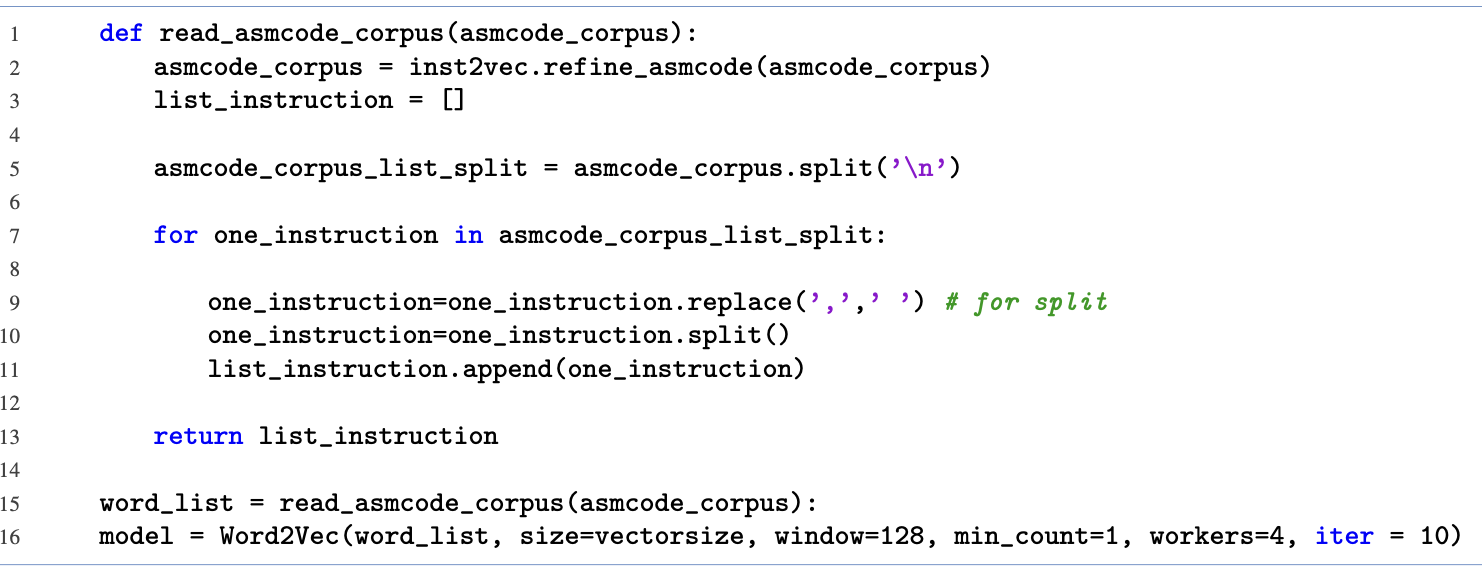 1 def read_asmcode_corpus(asmcode_corpus):
2 asmcode_corpus = inst2vec.refine_asmcode(asmcode_corpus)
3 list_instruction = []
4
5 asmcode_corpus_list_split = asmcode_corpus.split(’\n’)
6
7 for one_instruction in asmcode_corpus_list_split:
8
9 one_instruction=one_instruction.replace(’,’,’ ’) # for split
10 one_instruction=one_instruction.split()
11 list_instruction.append(one_instruction)
12
13 return list_instruction
14
15 word_list = read_asmcode_corpus(asmcode_corpus):
16 model = Word2Vec(word_list, size=vectorsize, window=128, min_count=1, workers=4, iter = 10)